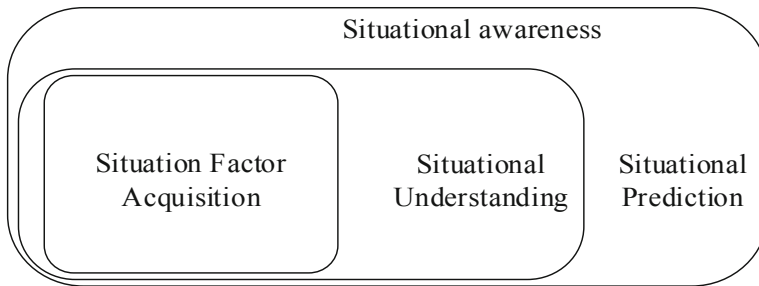 Situational awareness
Situation Factor
Acquisition
Situational
Understanding
Situational
Prediction